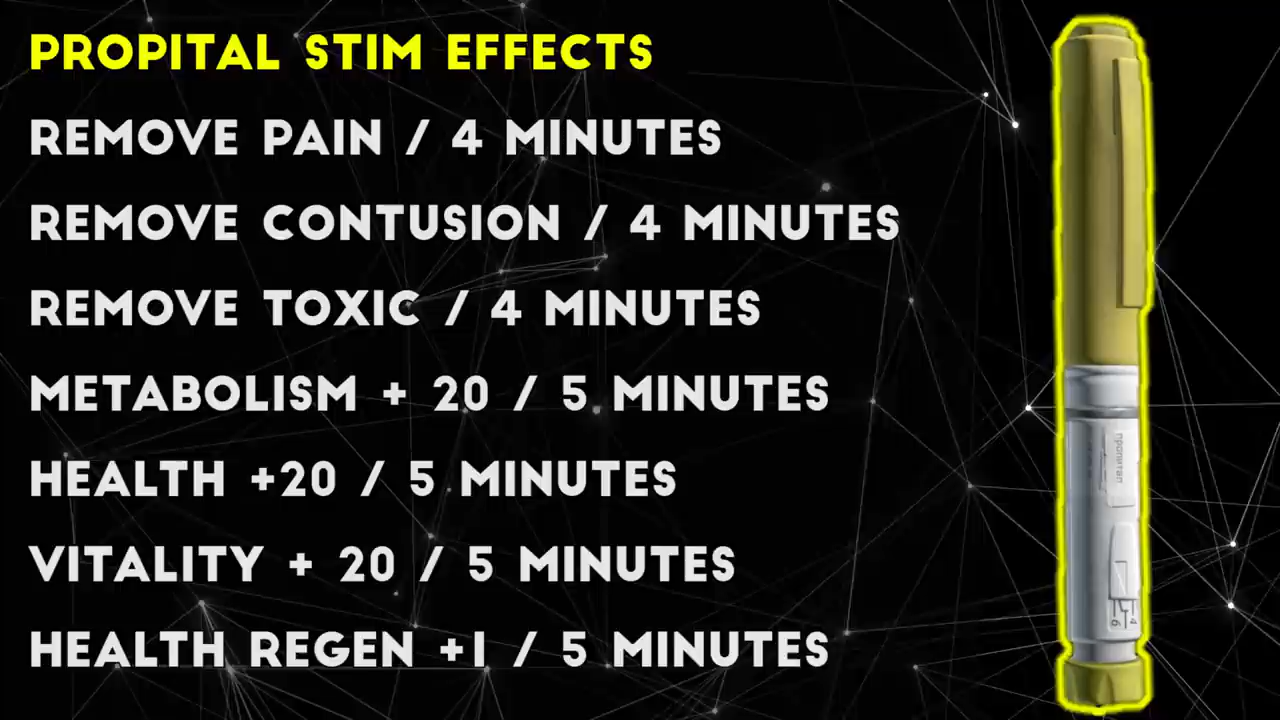 PROPITAL STIM EFFECTS
REMOVE PAIN / 4 MINUTES
REMOVE CONTUSION / 4 MINUTES
REMOVE TOXIC / 4 MINUTES
METABOLISM + 20 / 5 MINUTES
HEALTH +20 / 5 MINUTES
VITALITY + 20 / 5 MINUTES
HEALTH REGEN +1 / 5 MINUTES
пропитал